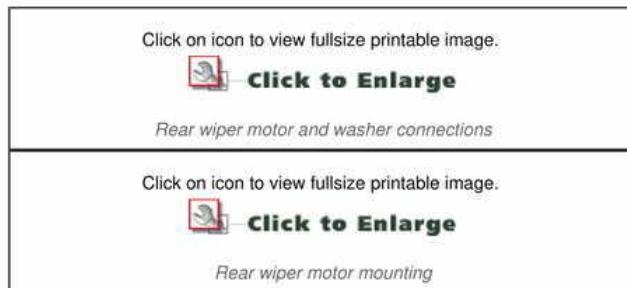 Click on icon to view fullsize printable image.
Click to Enlarge
Rear wiper motor and washer connections
Click on icon to view fullsize printable image.
Click to Enlarge
Rear wiper motor mounting